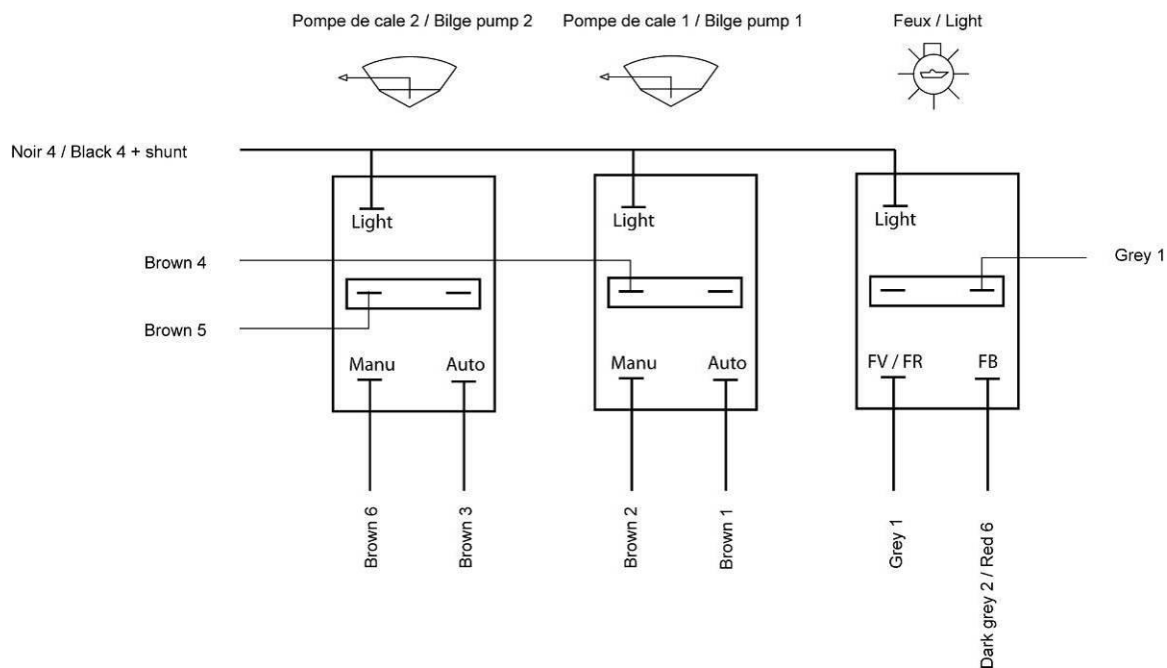 Pompe de cale 2 / Bilge pump 2
Pompe de cale 1 / Bilge pump 1
Feux / Light
Noir 4 / Black 4 + shunt
Light
Light
Light
Brown 4
Grey 1
Brown 5
Manu
Auto
Manu
Auto
FV / FR
FB
Brown 6
Brown 3
Brown 2
Brown 1
Grey 1
Dark grey 2 / Red 6